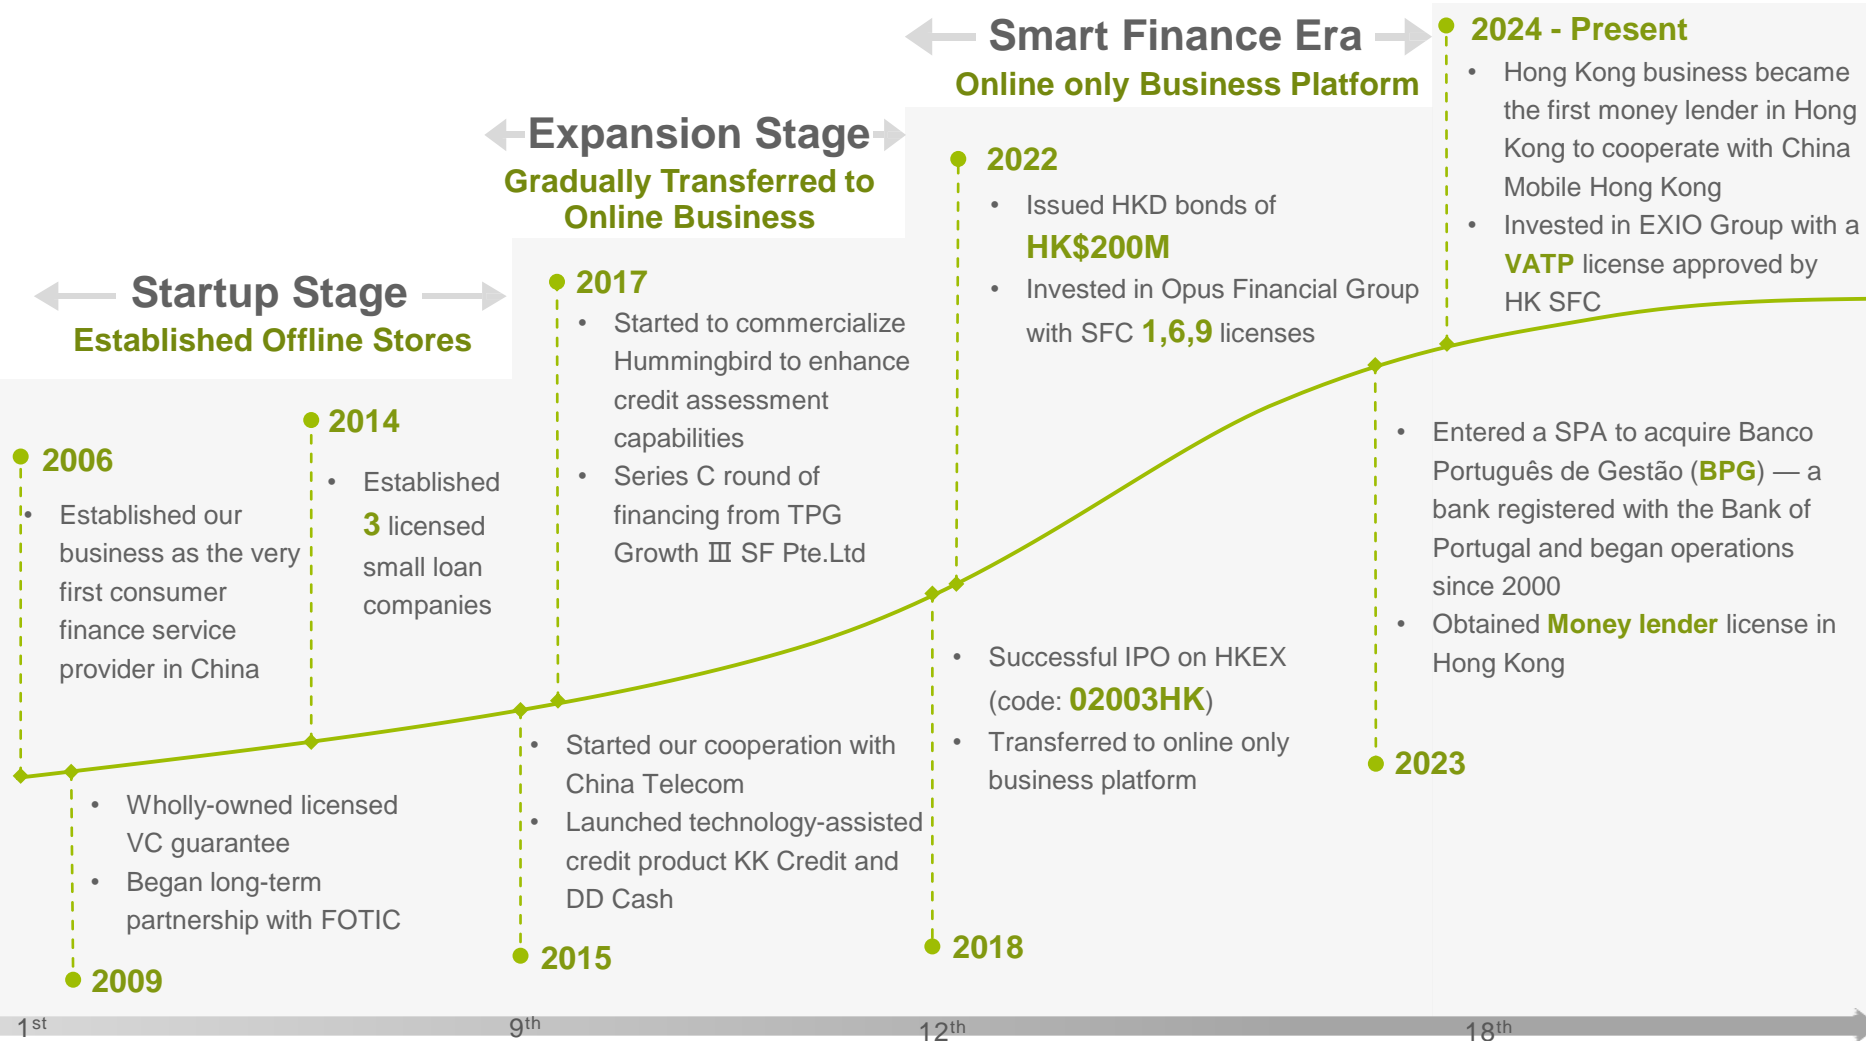 Startup Stage
Established Offline Stores
2006
• Established our
business as the very
first consumer
finance service
provider in China
2009
• Wholly-owned licensed
VC guarantee
• Began long-term
partnership with FOTIC
2014
• Established
3 licensed
small loan
companies
Expansion Stage
Gradually Transferred to
Online Business
2015
• Started our cooperation with
China Telecom
• Launched technology-assisted
credit product KK Credit and
DD Cash
2017
• Started to commercialize
Hummingbird to enhance
credit assessment
capabilities
• Series C round of
financing from TPG
Growth Ⅲ SF Pte.Ltd
Smart Finance Era
Online only Business Platform
2018
• Successful IPO on HKEX
(code: 02003HK)
• Transferred to online only
business platform
2022
• Issued HKD bonds of
HK$200M
• Invested in Opus Financial Group
with SFC 1,6,9 licenses
2023
• Entered a SPA to acquire Banco
Português de Gestão (BPG) — a
bank registered with the Bank of
Portugal and began operations
since 2000
• Obtained Money lender license in
Hong Kong
2024 - Present
• Hong Kong business became
the first money lender in Hong
Kong to cooperate with China
Mobile Hong Kong
• Invested in EXIO Group with a
VATP license approved by
HK SFC
1st
9th
12th
18th